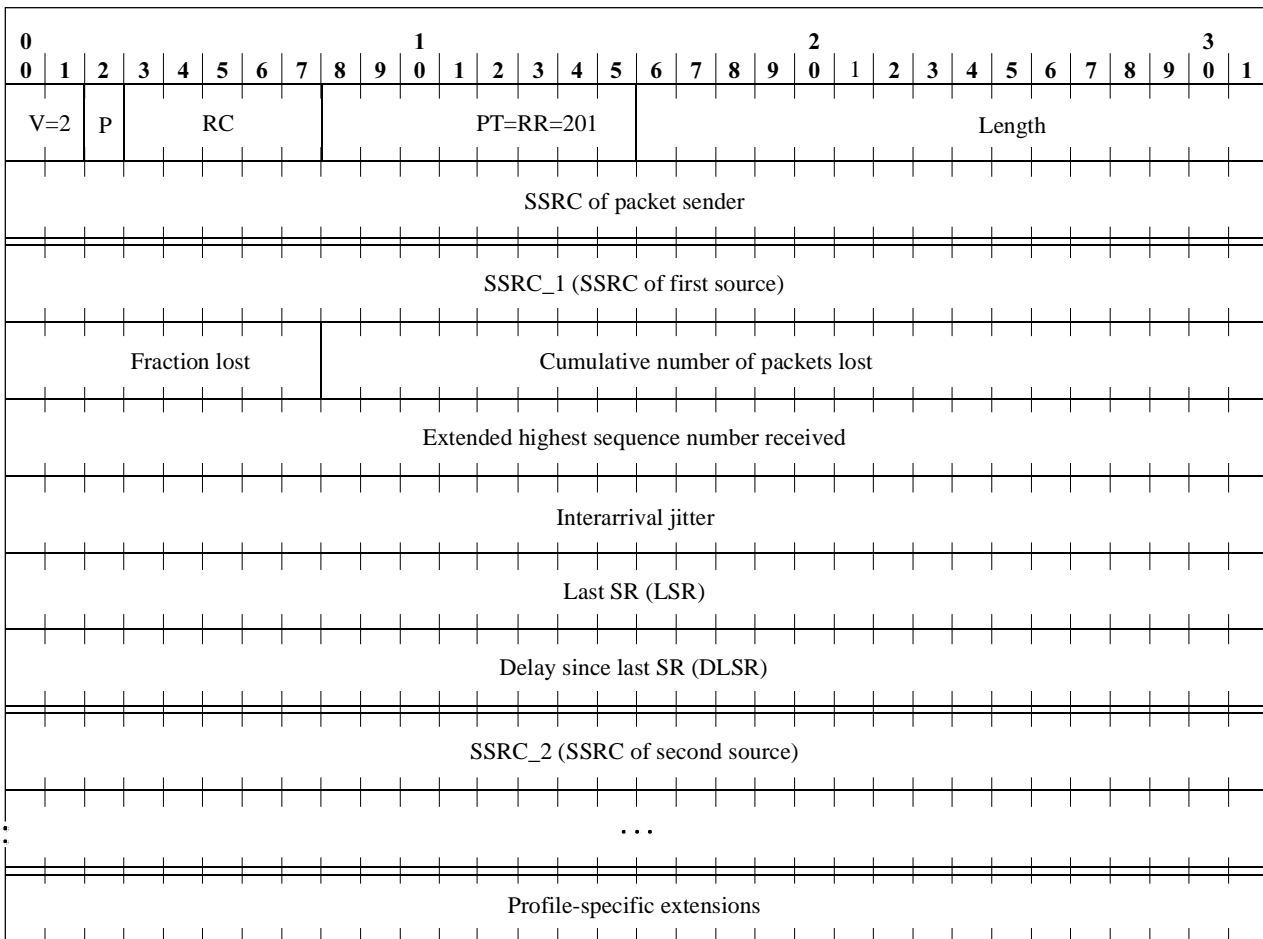 0 1 2 3
0 1 2 3 4 5 6 7 8 9 0 1 2 3 4 5 6 7 8 9 0 1 2 3 4 5 6 7 8 9 0 1
V=2 P RC PT=RR=201 Length
SSRC of packet sender
SSRC_1 (SSRC of first source)
Fraction lost Cumulative number of packets lost
Extended highest sequence number received
Interarrival jitter
Last SR (LSR)
Delay since last SR (DLSR)
SSRC_2 (SSRC of second source)
: ...
Profile-specific extensions